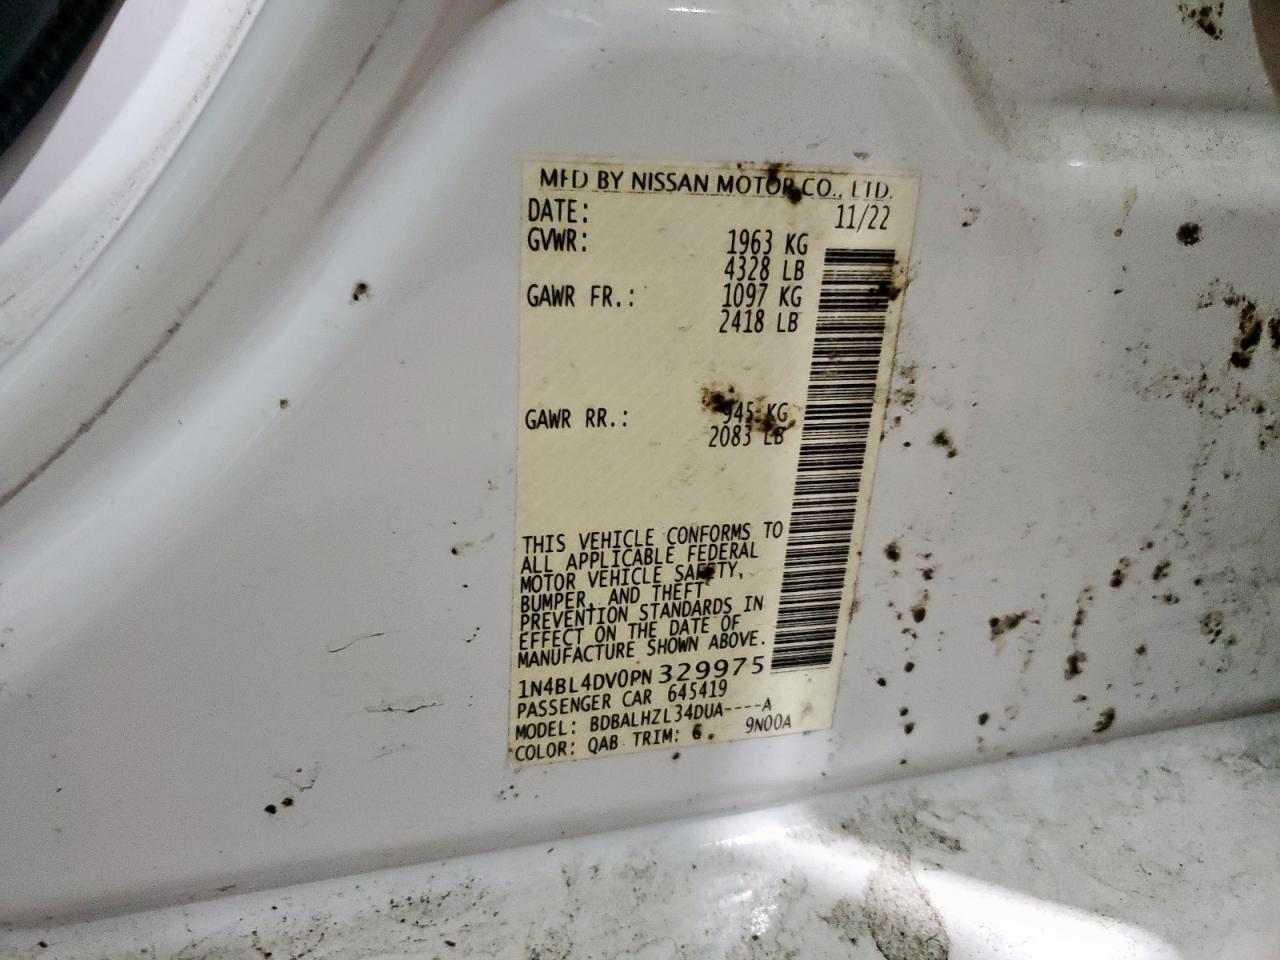 MFD BY NISSAN MOTOR CO., LTD.
DATE: 11/22
GVWR: 1963 KG
4328 LB
GAWR FR.: 1097 KG
2418 LB
GAWR RR.: 945 KG
2083 LB
THIS VEHICLE CONFORMS TO
ALL APPLICABLE FEDERAL
MOTOR VEHICLE SAFETY,
BUMPER, AND THEFT
PREVENTION STANDARDS IN
EFFECT ON THE DATE OF
MANUFACTURE SHOWN ABOVE.
1N4BL4DV0PN329975
PASSENGER CAR 645419
MODEL: BDBALHZL34DUA----A
COLOR: QAB TRIM: G 9N00A